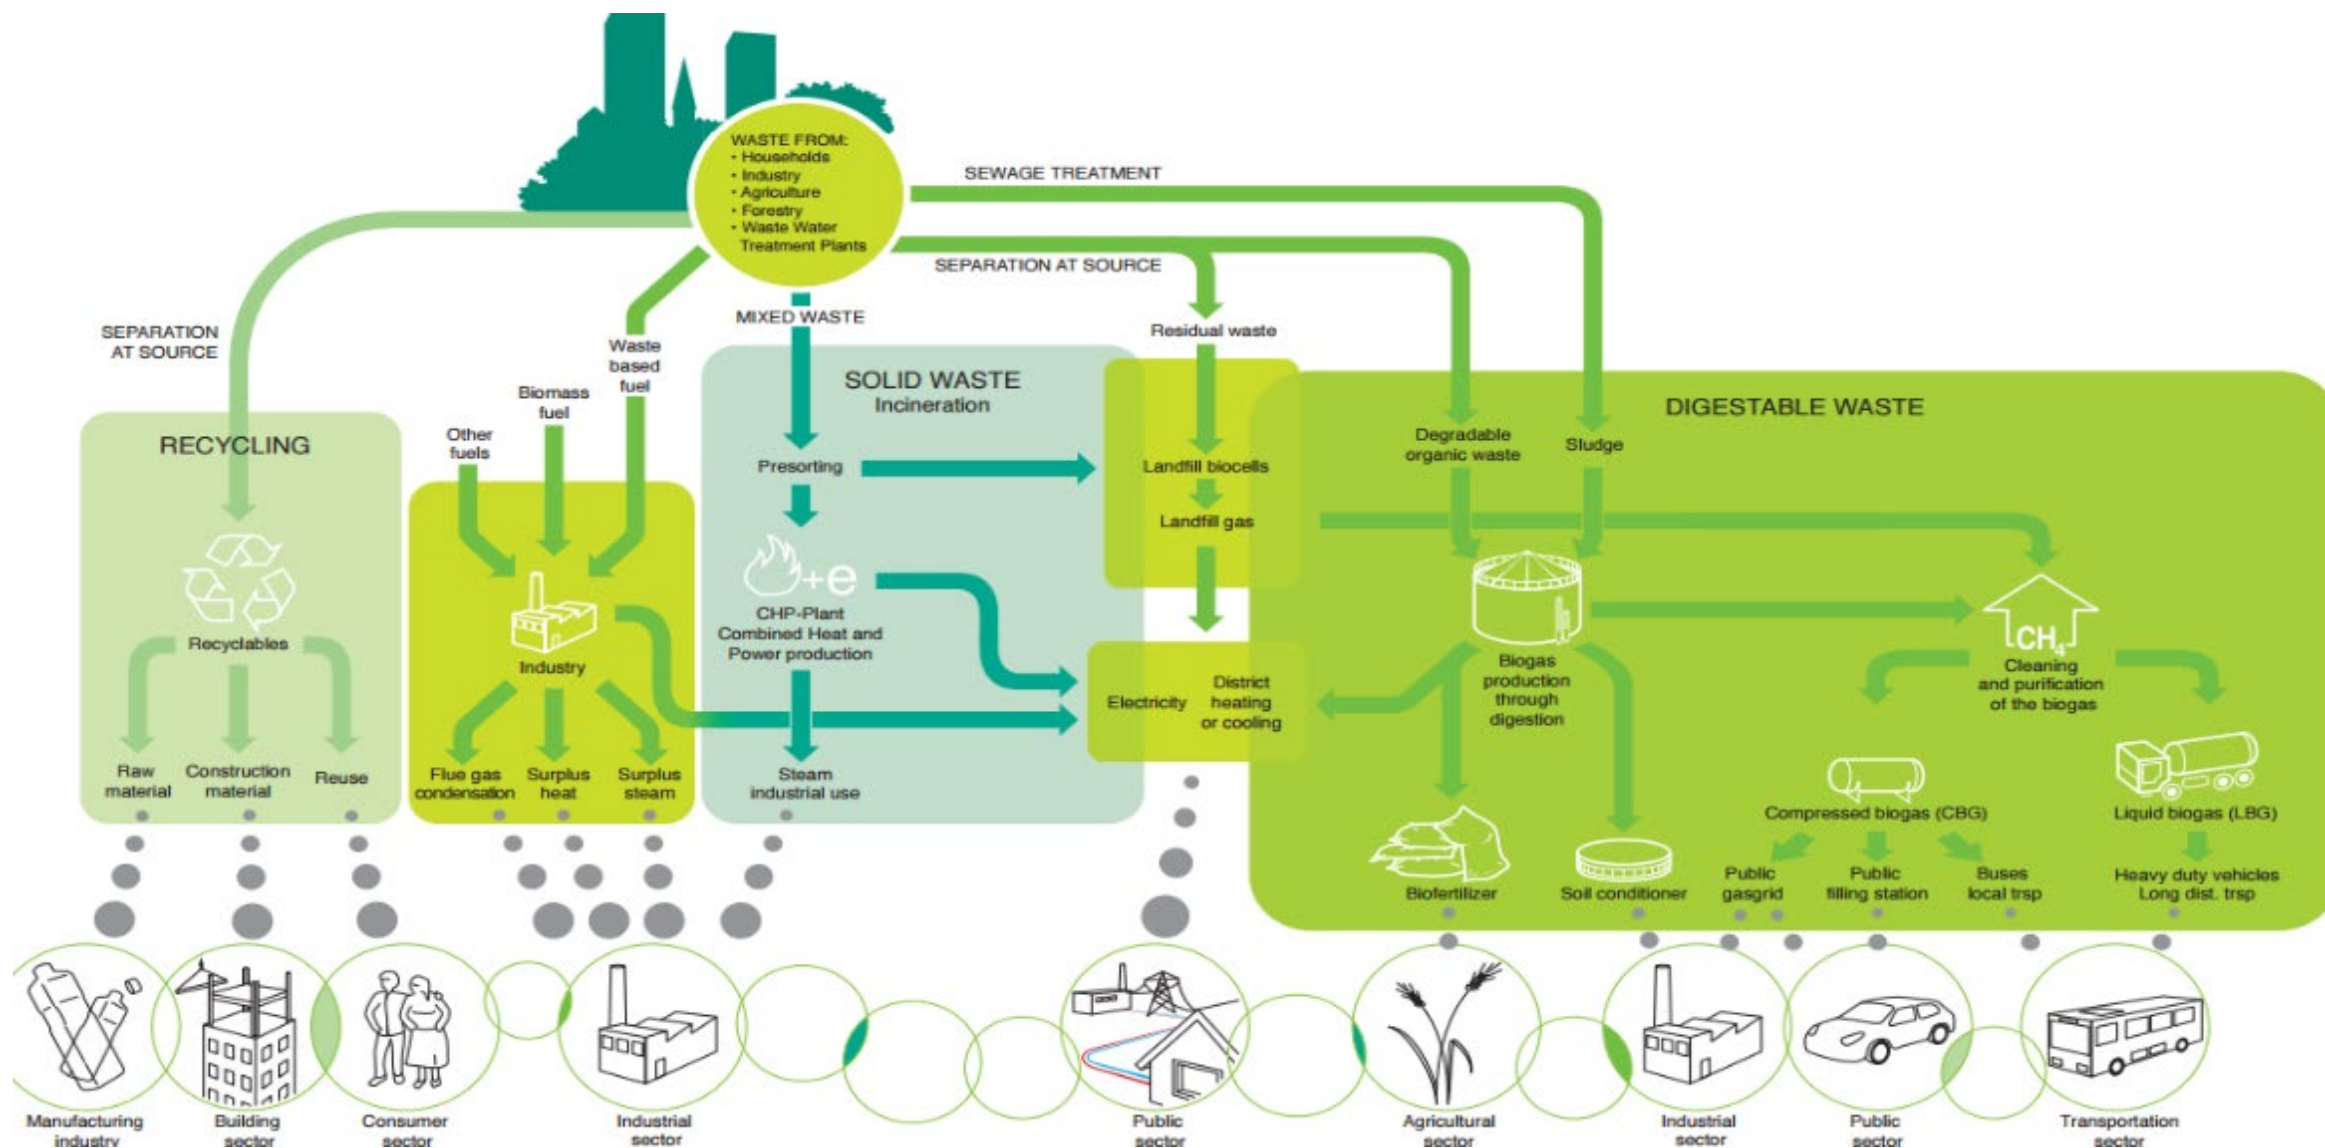 WASTE FROM:
• Households
• Industry
• Agriculture
• Forestry
• Waste Water
Treatment Plants
SEWAGE TREATMENT
SEPARATION AT SOURCE
SEPARATION
AT SOURCE
MIXED WASTE
Residual waste
Waste
based
fuel
Biomass
fuel
Other
fuels
RECYCLING
Recyclables
Raw
material
Construction
material
Reuse
Industry
Flue gas
condensation
Surplus
heat
Surplus
steam
SOLID WASTE
Incineration
Presorting
+e
CHP-Plant
Combined Heat and
Power production
Steam
industrial use
Landfill biocells
Landfill gas
Electricity
District
heating
or cooling
DIGESTABLE WASTE
Degradable
organic waste
Sludge
Biogas
production
through
digestion
CH4
Cleaning
and purification
of the biogas
Biofertilizer
Soil conditioner
Compressed biogas (CBG)
Public
gasgrid
Public
filling station
Buses
local trsp
Liquid biogas (LBG)
Heavy duty vehicles
Long dist. trsp
Manufacturing
industry
Building
sector
Consumer
sector
Industrial
sector
Public
sector
Agricultural
sector
Industrial
sector
Public
sector
Transportation
sector